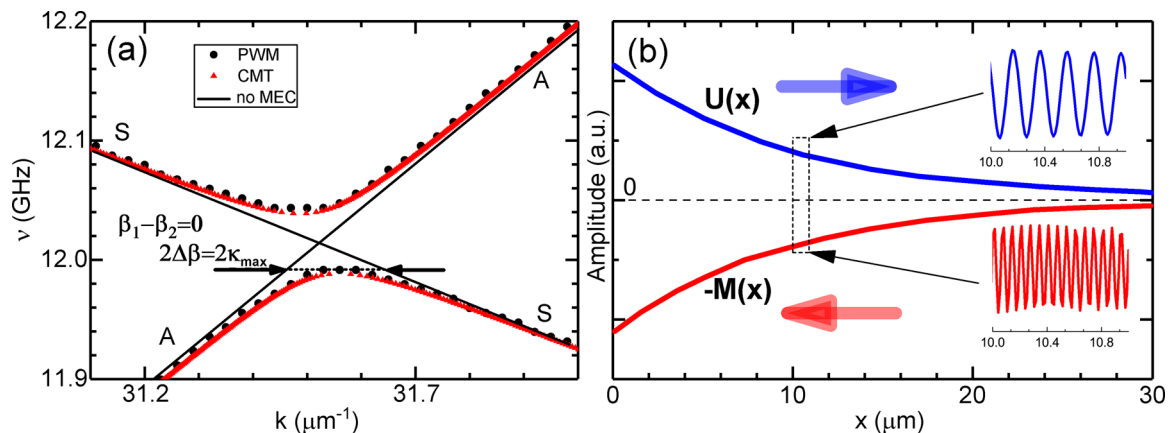 (a)
PWM
CMT
no MEC
12.2
12.1
12.0
11.9
ν (GHz)
S
A
β₁−β₂=0
2Δβ=2κmax
A
S
31.2
31.7
k (μm⁻¹)
(b)
U(x)
Amplitude (a.u.)
0
-M(x)
10.0 10.4 10.8
10.0 10.4 10.8
0 10 20 30
x (μm)